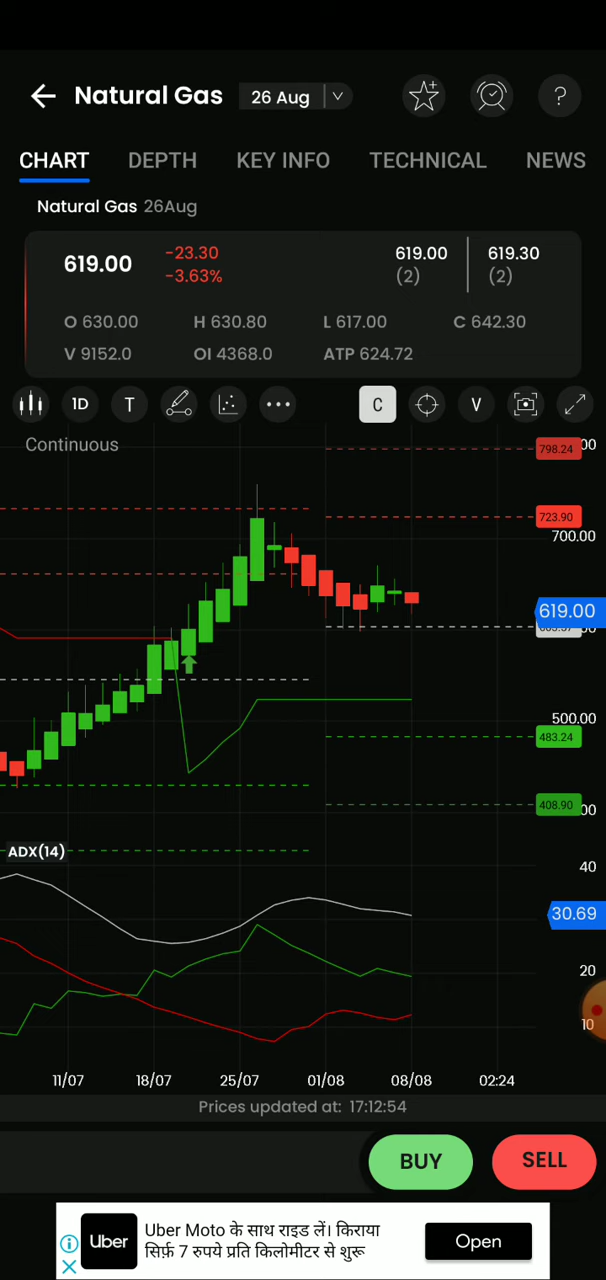 Natural Gas 26 Aug
?
CHART DEPTH KEY INFO TECHNICAL NEWS
Natural Gas 26Aug
619.00 -23.30 619.00 619.30
-3.63% (2) (2)
O 630.00 H 630.80 L 617.00 C 642.30
V 9152.0 OI 4368.0 ATP 624.72
1D T C V
Continuous
798.24
723.90
700.00
619.00
500.00
483.24
408.90
ADX(14)
40
30.69
20
10
11/07 18/07 25/07 01/08 08/08 02:24
Prices updated at: 17:12:54
BUY SELL
Uber
Uber Moto के साथ राइड लें। किराया
सिर्फ़ 7 रुपये प्रति किलोमीटर से शुरू
Open